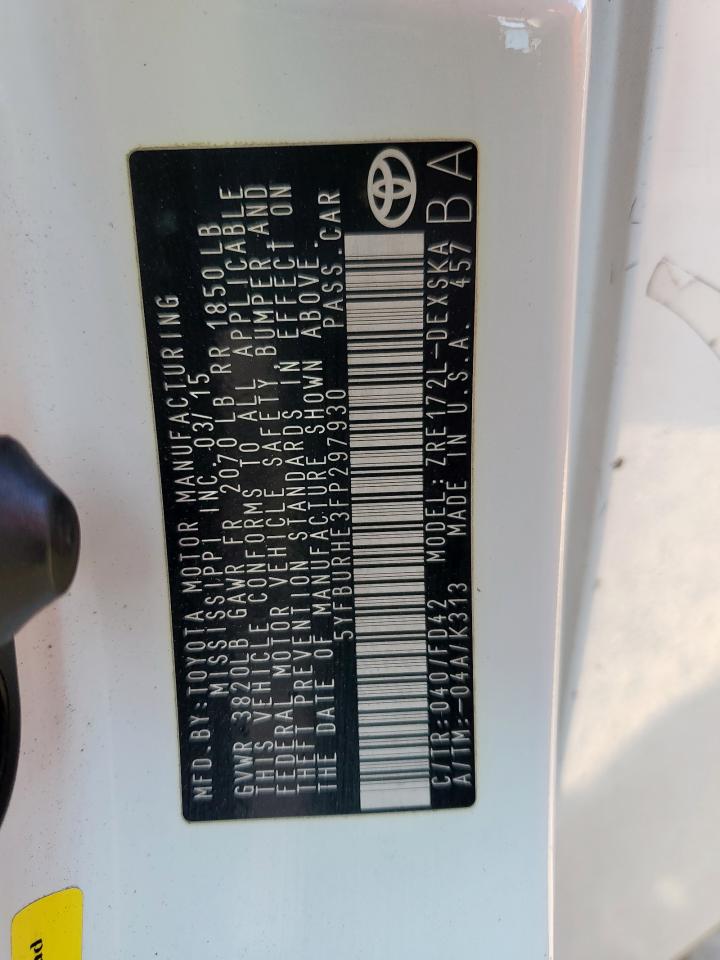 MFD.BY:TOYOTA MOTOR MANUFACTURING
MISSISSIPPI INC.03/15
GVWR 3820LB GAWR FR 2070 LB RR 1850 LB
THIS VEHICLE CONFORMS TO ALL APPLICABLE
FEDERAL MOTOR VEHICLE SAFETY,BUMPER AND
THEFT PREVENTION STANDARDS IN EFFECT ON
THE DATE OF MANUFACTURE SHOWN ABOVE.
5YFBURHE3FP297930 PASS.CAR
C/TR:040/FD42 MODEL:ZRE172L-DEXSKA
A/TM:-04A/K313 MADE IN U.S.A. 457 BA